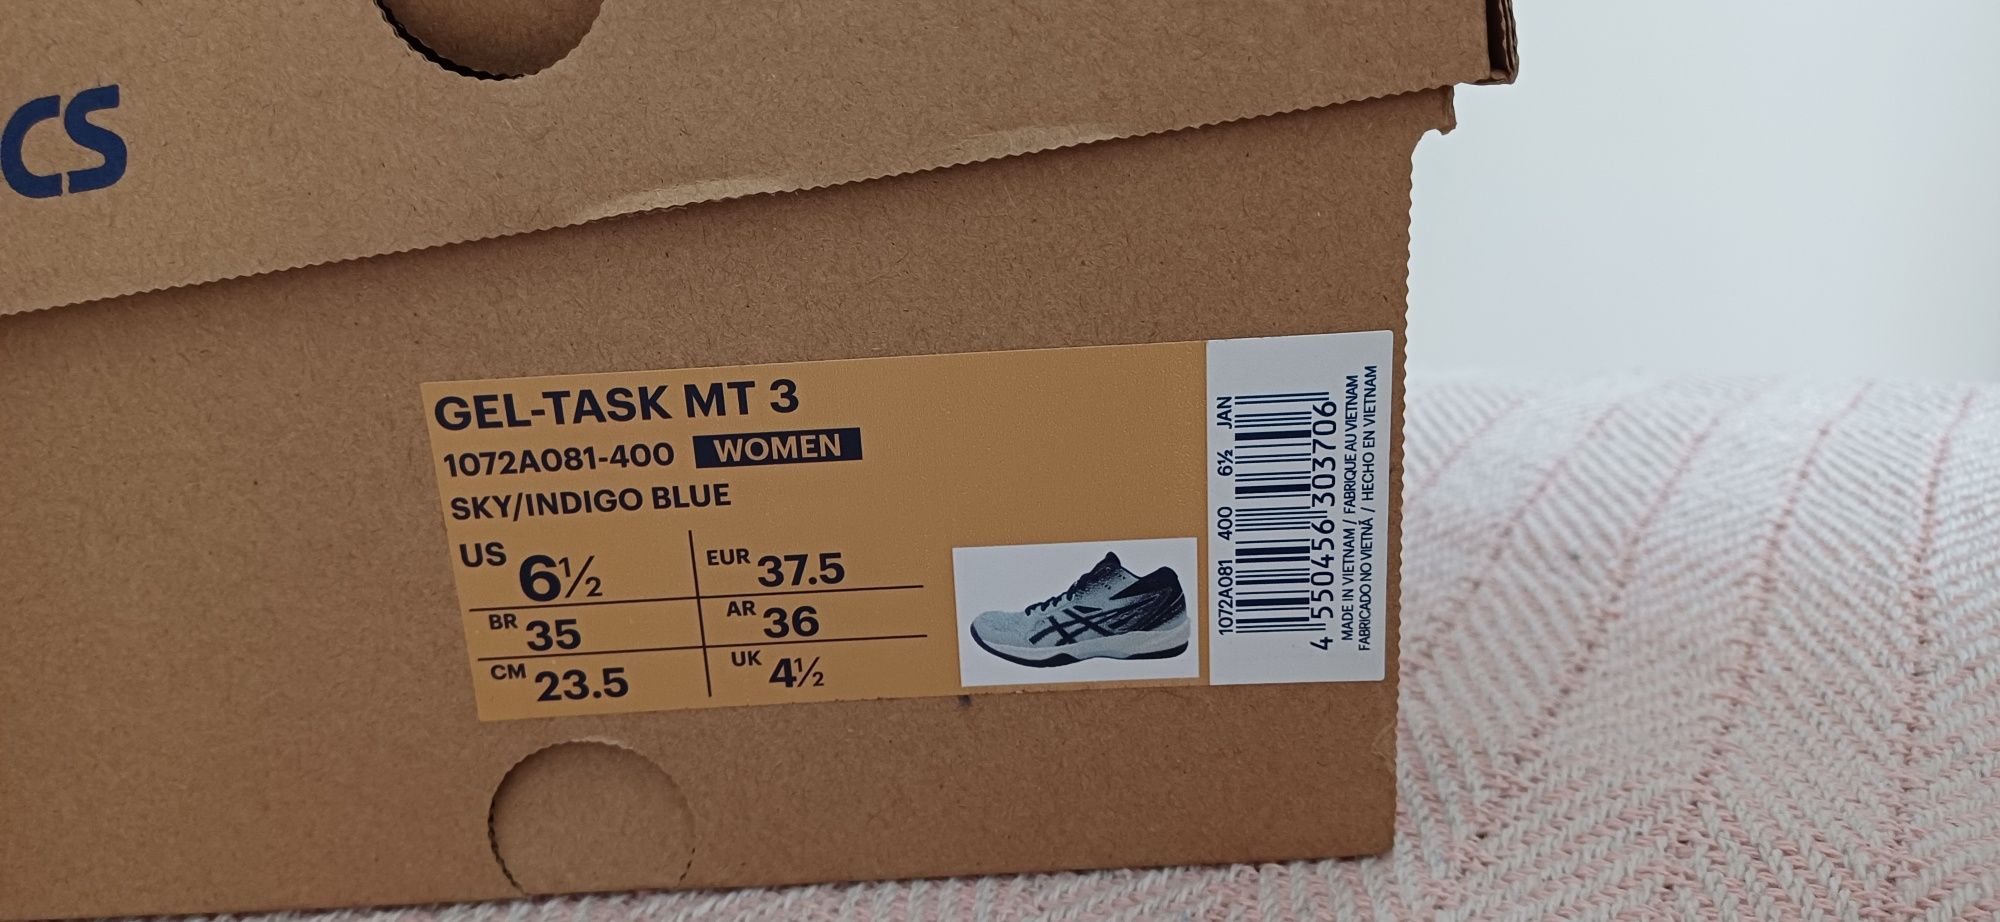 CS
GEL-TASK MT 3
1072A081-400 WOMEN
SKY/INDIGO BLUE
US 6½ EUR 37.5
BR 35 AR 36
CM 23.5 UK 4½
1072A081 400 6½ JAN
4 550456 303706
MADE IN VIETNAM / FABRIQUE AU VIETNAM
FABRICADO NO VIETNÃ / HECHO EN VIETNAM